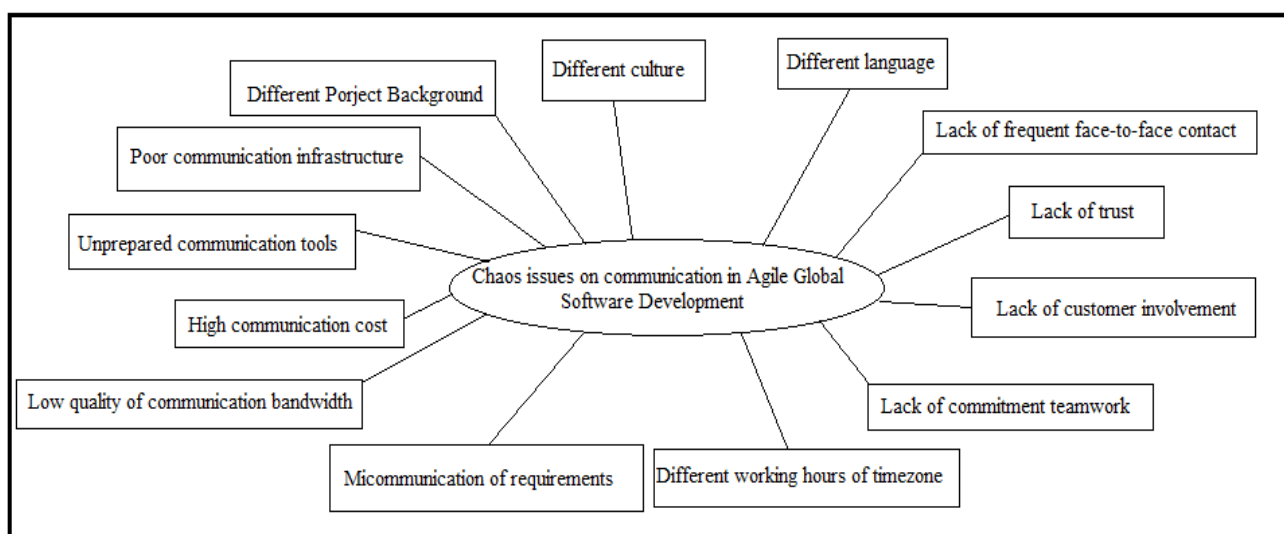 Different culture
Different language
Different Porject Background
Lack of frequent face-to-face contact
Poor communication infrastructure
Lack of trust
Unprepared communication tools
Chaos issues on communication in Agile Global
Software Development
Lack of customer involvement
High communication cost
Low quality of communication bandwidth
Lack of commitment teamwork
Micommunication of requirements
Different working hours of timezone